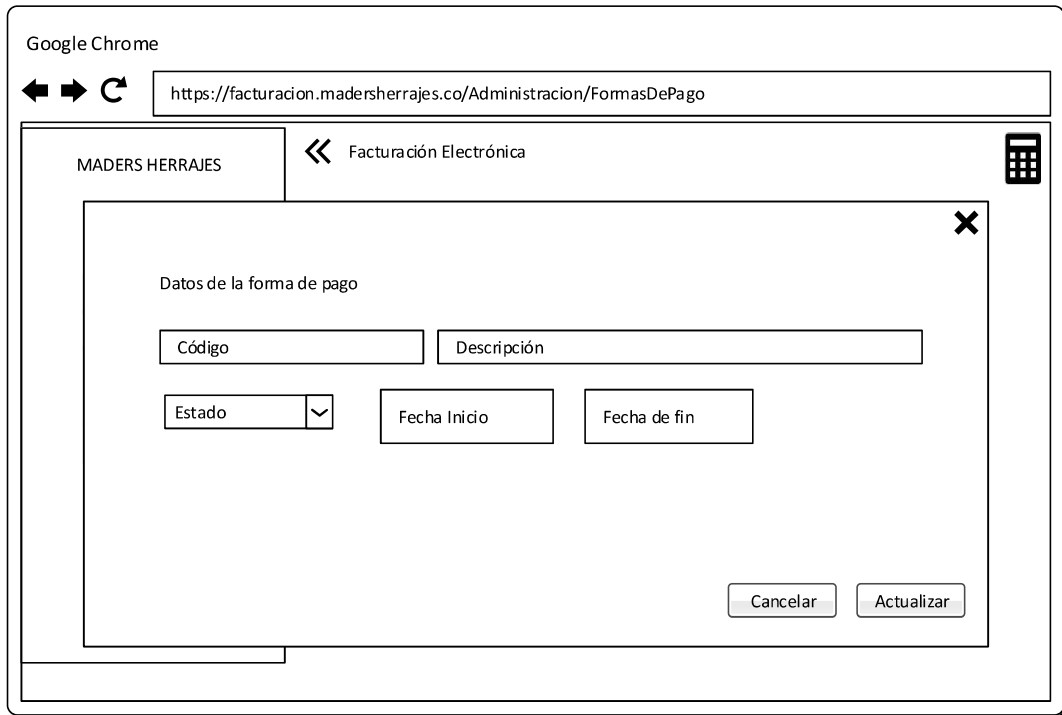 Google Chrome
https://facturacion.madersherrajes.co/Administracion/FormasDePago
MADERS HERRAJES
Facturación Electrónica
Datos de la forma de pago
Código
Descripción
Estado
Fecha Inicio
Fecha de fin
Cancelar
Actualizar